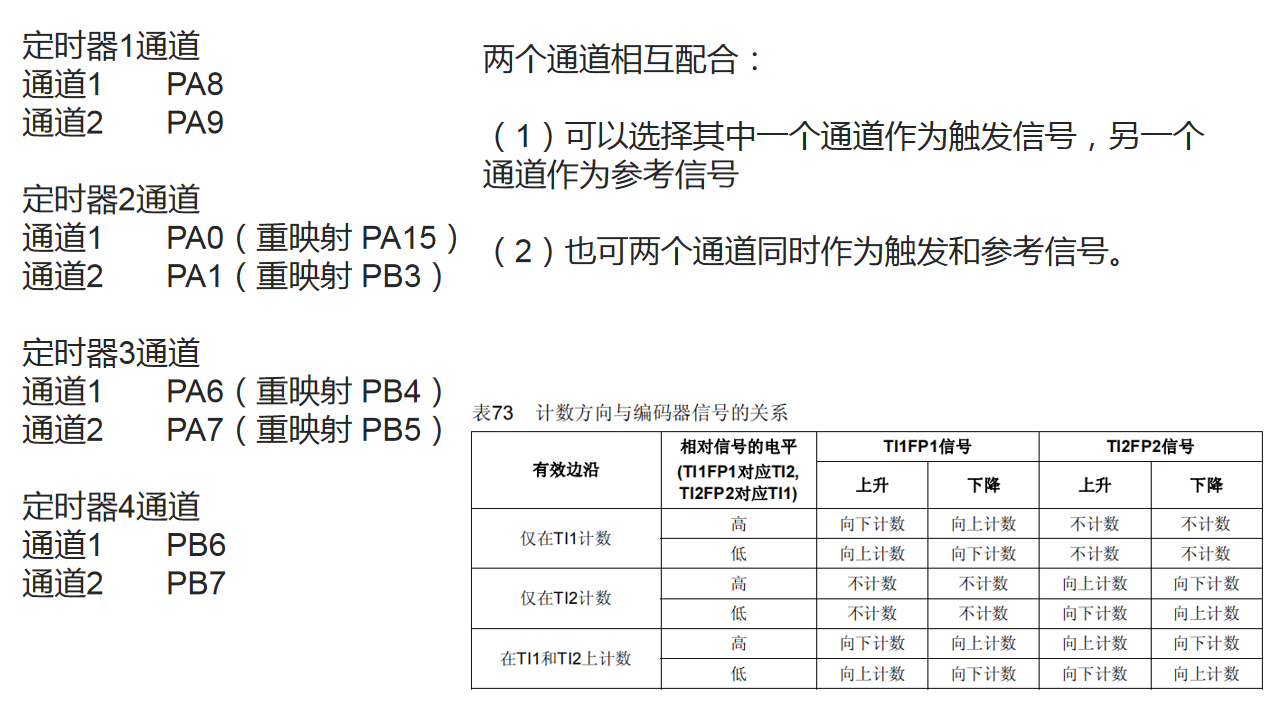 定时器1通道
通道1 PA8
通道2 PA9
定时器2通道
通道1 PA0（重映射 PA15）
通道2 PA1（重映射 PB3）
定时器3通道
通道1 PA6（重映射 PB4）
通道2 PA7（重映射 PB5）
定时器4通道
通道1 PB6
通道2 PB7
两个通道相互配合：
（1）可以选择其中一个通道作为触发信号，另一个
通道作为参考信号
（2）也可两个通道同时作为触发和参考信号。
表73 计数方向与编码器信号的关系
有效边沿 相对信号的电平 TI1FP1信号 TI2FP2信号
(TI1FP1对应TI2,
TI2FP2对应TI1) 上升 下降 上升 下降
仅在TI1计数 高 向下计数 向上计数 不计数 不计数
低 向上计数 向下计数 不计数 不计数
仅在TI2计数 高 不计数 不计数 向上计数 向下计数
低 不计数 不计数 向下计数 向上计数
在TI1和TI2上计数 高 向下计数 向上计数 向上计数 向下计数
低 向上计数 向下计数 向下计数 向上计数